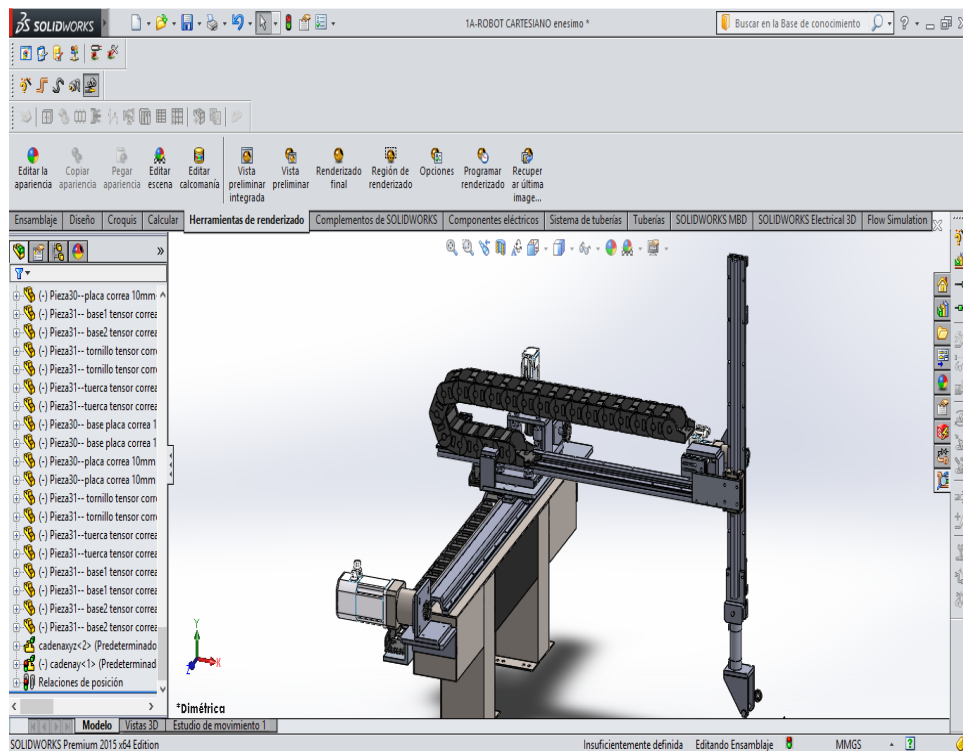 SOLIDWORKS
1A-ROBOT CARTESIANO enesimo *
Buscar en la Base de conocimiento
Editar la apariencia
Copiar apariencia
Pegar apariencia
Editar escena
Editar calcomanía
Vista preliminar integrada
Vista preliminar
Renderizado final
Región de renderizado
Opciones
Programar renderizado
Recuper ar última image...
Ensamblaje
Diseño
Croquis
Calcular
Herramientas de renderizado
Complementos de SOLIDWORKS
Componentes eléctricos
Sistema de tuberías
Tuberías
SOLIDWORKS MBD
SOLIDWORKS Electrical 3D
Flow Simulation
(-) Pieza30--placa correa 10mm
(-) Pieza31-- base1 tensor correa
(-) Pieza31-- base2 tensor correa
(-) Pieza31-- tornillo tensor corr
(-) Pieza31-- tornillo tensor corr
(-) Pieza31--tuerca tensor correa
(-) Pieza31--tuerca tensor correa
(-) Pieza30-- base placa correa 1
(-) Pieza30-- base placa correa 1
(-) Pieza30--placa correa 10mm
(-) Pieza30--placa correa 10mm
(-) Pieza31-- tornillo tensor corr
(-) Pieza31-- tornillo tensor corr
(-) Pieza31--tuerca tensor correa
(-) Pieza31--tuerca tensor correa
(-) Pieza31-- base1 tensor correa
(-) Pieza31-- base1 tensor correa
(-) Pieza31-- base2 tensor correa
(-) Pieza31-- base2 tensor correa
cadenaxyz<2> (Predeterminado
(-) cadenay<1> (Predeterminad
Relaciones de posición
Y
X
Z
*Dimétrica
Modelo
Vistas 3D
Estudio de movimiento 1
SOLIDWORKS Premium 2015 x64 Edition
Insuficientemente definida
Editando Ensamblaje
MMGS